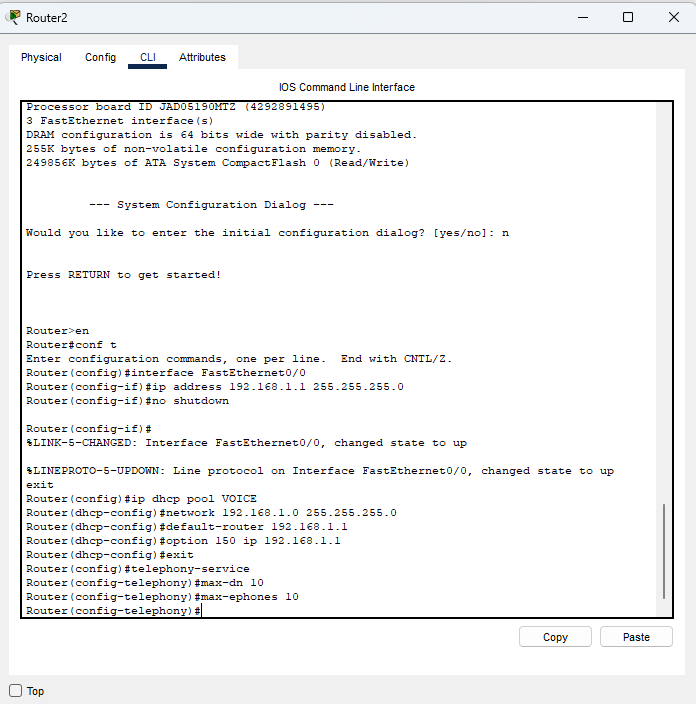 Router2
Physical Config CLI Attributes
IOS Command Line Interface
Processor board ID JAD05190MTZ (4292891495)
3 FastEthernet interface(s)
DRAM configuration is 64 bits wide with parity disabled.
255K bytes of non-volatile configuration memory.
249856K bytes of ATA System CompactFlash 0 (Read/Write)
--- System Configuration Dialog ---
Would you like to enter the initial configuration dialog? [yes/no]: n
Press RETURN to get started!
Router>en
Router#conf t
Enter configuration commands, one per line.  End with CNTL/Z.
Router(config)#interface FastEthernet0/0
Router(config-if)#ip address 192.168.1.1 255.255.255.0
Router(config-if)#no shutdown
Router(config-if)#
%LINK-5-CHANGED: Interface FastEthernet0/0, changed state to up
%LINEPROTO-5-UPDOWN: Line protocol on Interface FastEthernet0/0, changed state to up
exit
Router(config)#ip dhcp pool VOICE
Router(dhcp-config)#network 192.168.1.0 255.255.255.0
Router(dhcp-config)#default-router 192.168.1.1
Router(dhcp-config)#option 150 ip 192.168.1.1
Router(dhcp-config)#exit
Router(config)#telephony-service
Router(config-telephony)#max-dn 10
Router(config-telephony)#max-ephones 10
Router(config-telephony)#
Copy Paste
Top